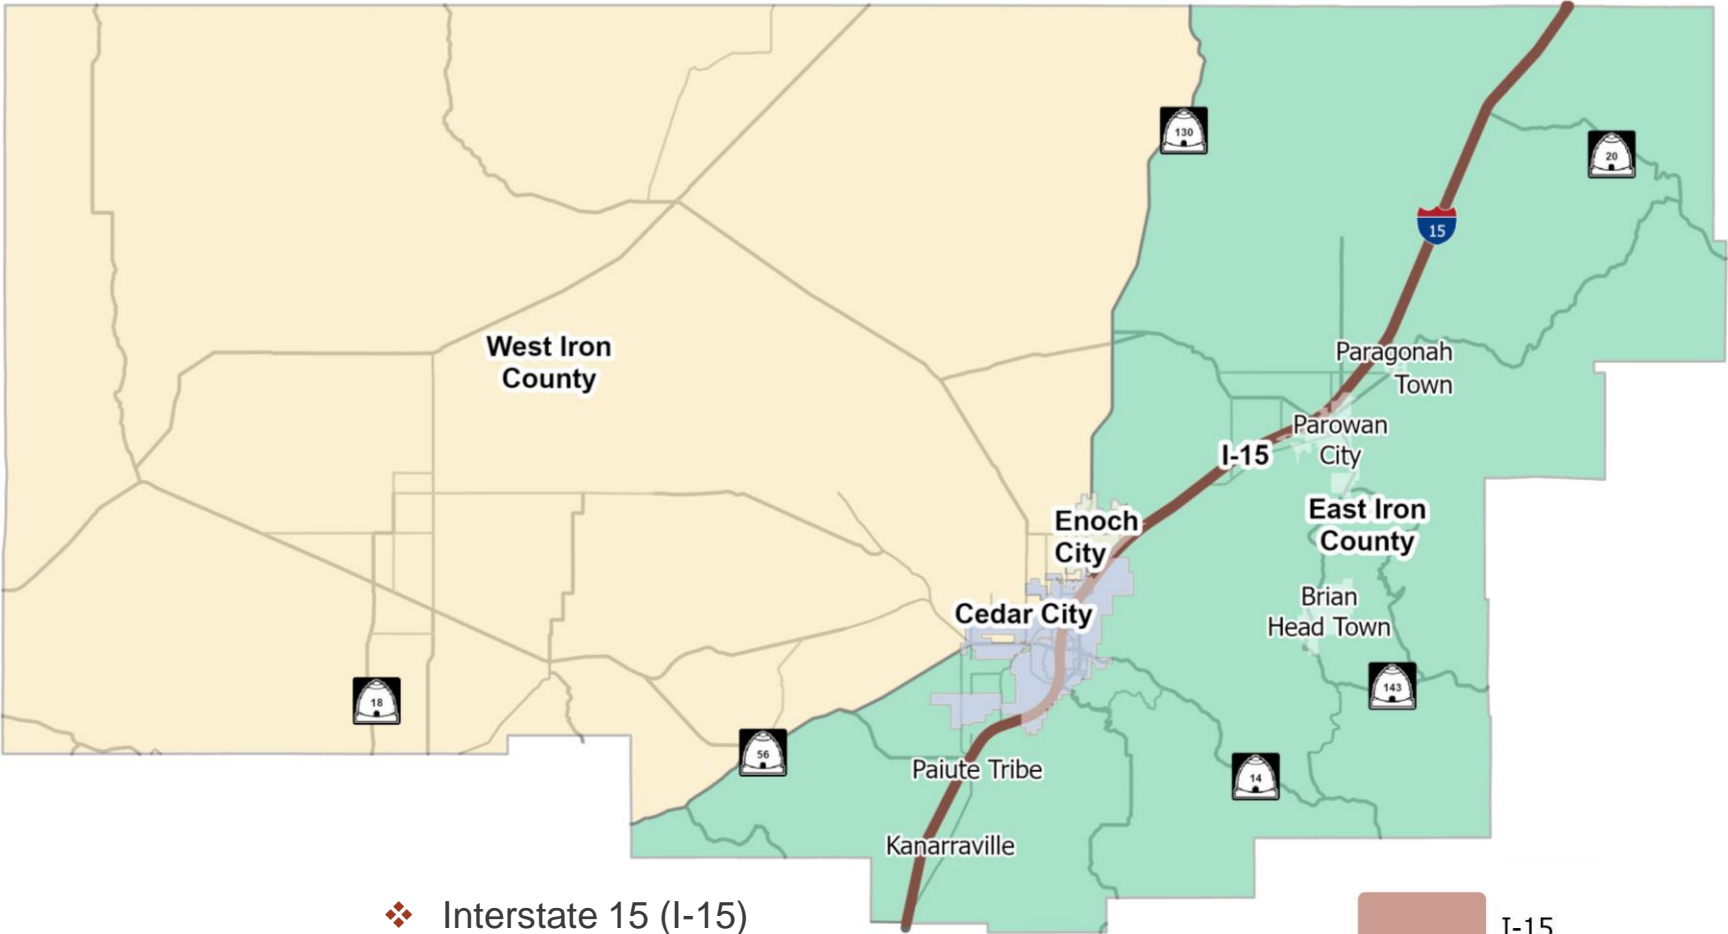 130
20
15
West Iron
County
Paragonah
Town
Parowan
City
I-15
East Iron
County
Enoch
City
Cedar City
Brian
Head Town
143
18
56
14
Paiute Tribe
Kanarraville
❖ Interstate 15 (I-15)
I-15